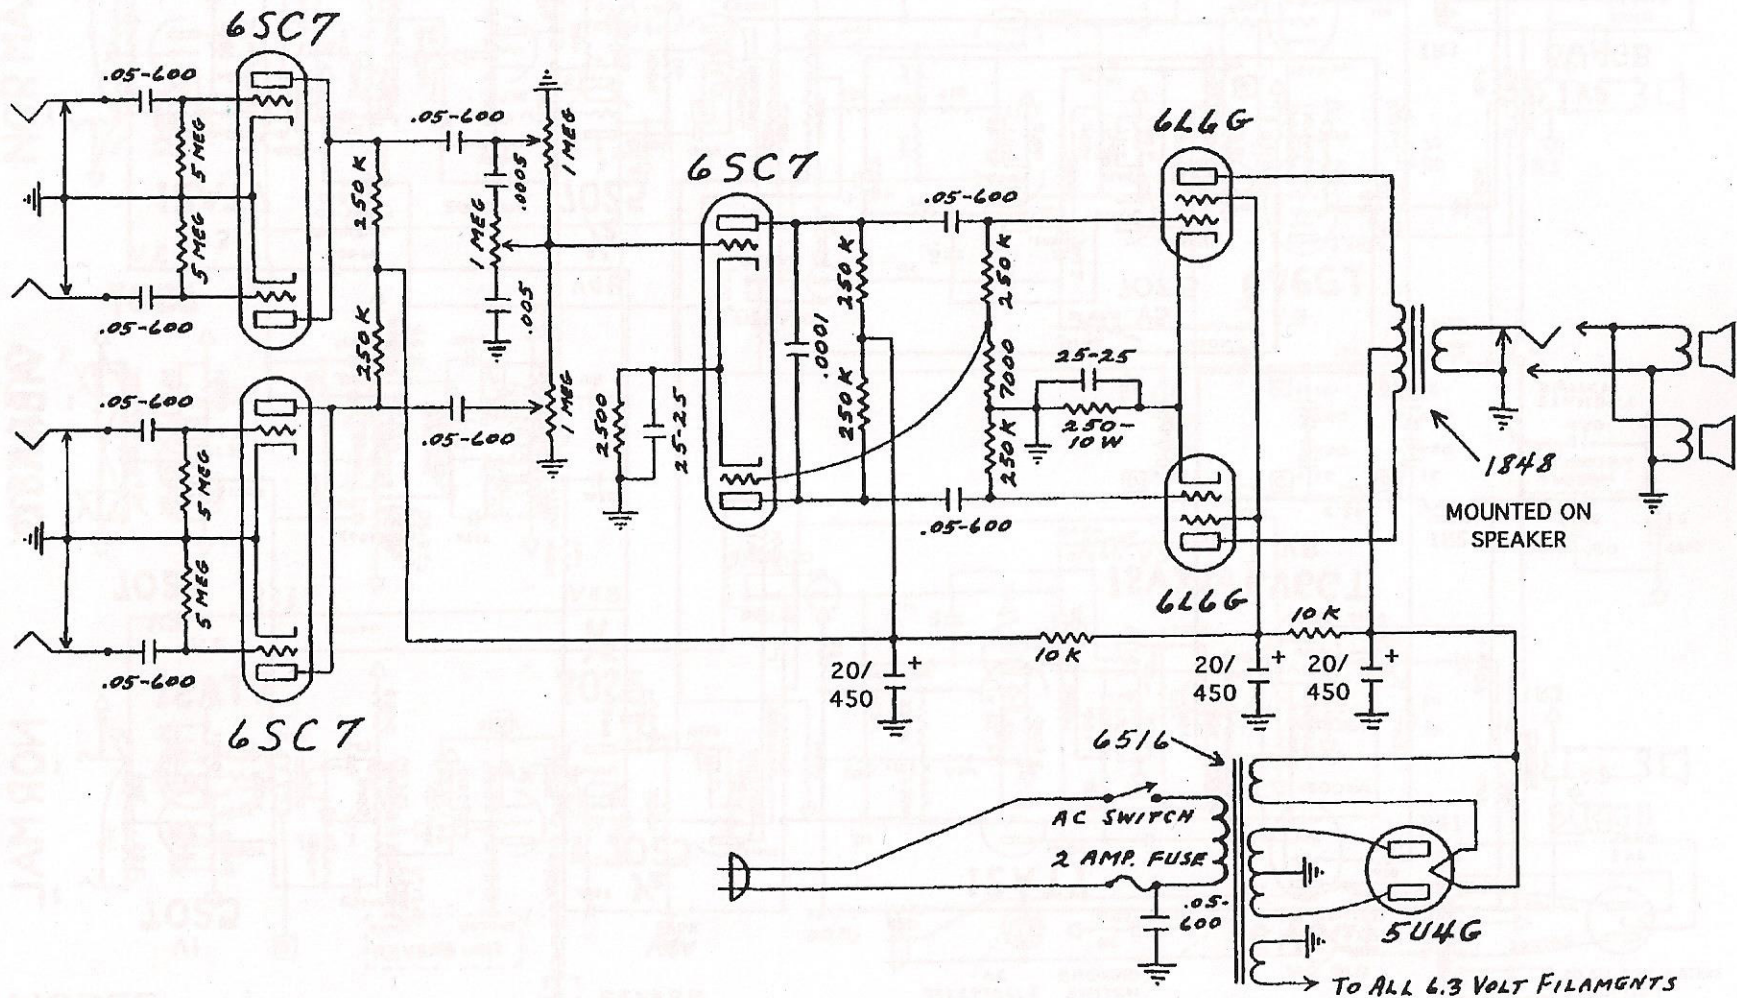 6SC7
.05-600
5 MEG
5 MEG
.05-600
250 K
250 K
.05-600
.0005
1 MEG
1 MEG
.005
1 MEG
.05-600
.05-600
5 MEG
5 MEG
.05-600
6SC7
6SC7
2500
25-25
.0001
250 K
250 K
.05-600
250 K
7000
250 K
.05-600
25-25
250-
10 W
6L6G
6L6G
1848
MOUNTED ON
SPEAKER
10 K
10 K
20/
450
+
20/
450
+
20/
450
+
6516
AC SWITCH
2 AMP. FUSE
.05-
600
5U4G
TO ALL 6.3 VOLT FILAMENTS